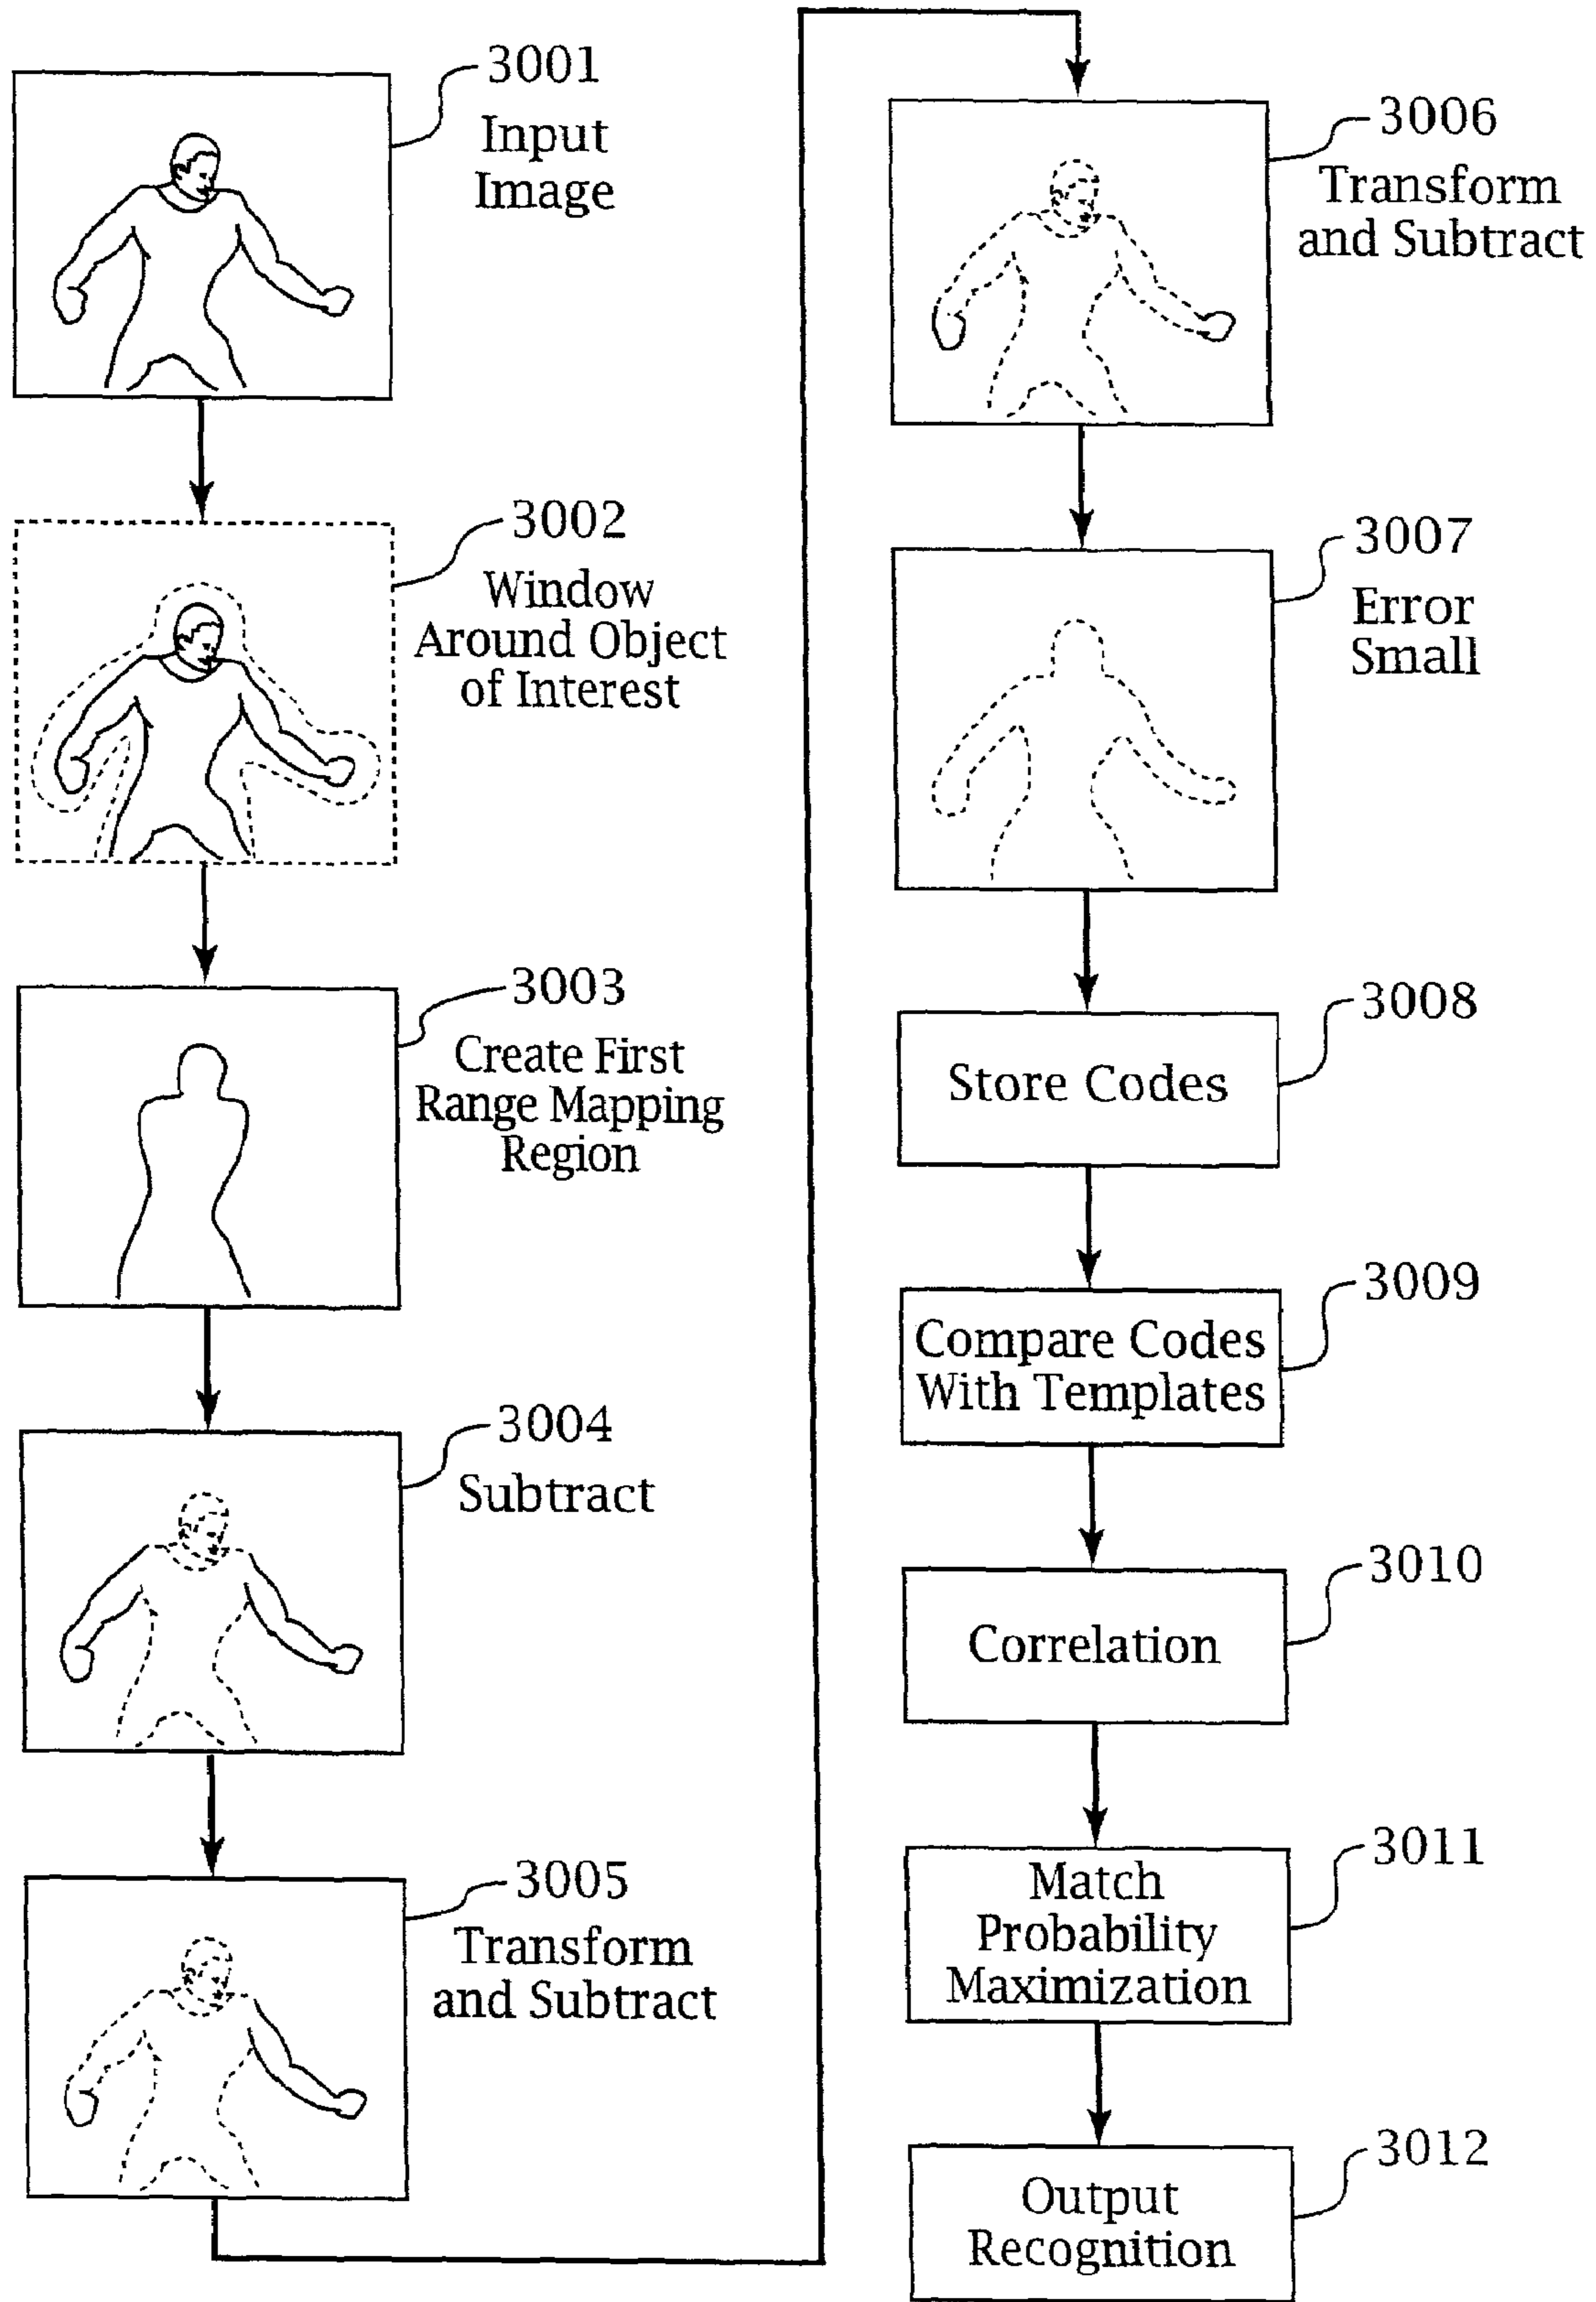 3001
Input
Image
3002
Window
Around Object
of Interest
3003
Create First
Range Mapping
Region
3004
Subtract
3005
Transform
and Subtract
3006
Transform
and Subtract
3007
Error
Small
3008
Store Codes
3009
Compare Codes
With Templates
3010
Correlation
3011
Match
Probability
Maximization
3012
Output
Recognition